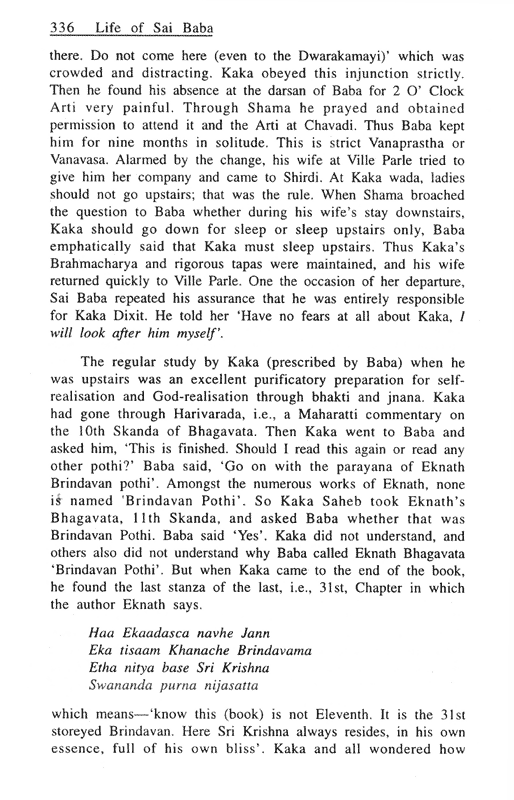 336 Life of Sai Baba
there. Do not come here (even to the Dwarakamayi)' which was
crowded and distracting. Kaka obeyed this injunction strictly.
Then he found his absence at the darsan of Baba for 2 O' Clock
Arti very painful. Through Shama he prayed and obtained
permission to attend it and the Arti at Chavadi. Thus Baba kept
him for nine months in solitude. This is strict Vanaprastha or
Vanavasa. Alarmed by the change, his wife at Ville Parle tried to
give him her company and came to Shirdi. At Kaka wada, ladies
should not go upstairs; that was the rule. When Shama broached
the question to Baba whether during his wife's stay downstairs,
Kaka should go down for sleep or sleep upstairs only, Baba
emphatically said that Kaka must sleep upstairs. Thus Kaka's
Brahmacharya and rigorous tapas were maintained, and his wife
returned quickly to Ville Parle. One the occasion of her departure,
Sai Baba repeated his assurance that he was entirely responsible
for Kaka Dixit. He told her 'Have no fears at all about Kaka, I
will look after him myself'.
The regular study by Kaka (prescribed by Baba) when he
was upstairs was an excellent purificatory preparation for self-
realisation and God-realisation through bhakti and jnana. Kaka
had gone through Harivarada, i.e., a Maharatti commentary on
the 10th Skanda of Bhagavata. Then Kaka went to Baba and
asked him, 'This is finished. Should I read this again or read any
other pothi?' Baba said, 'Go on with the parayana of Eknath
Brindavan pothi'. Amongst the numerous works of Eknath, none
is named 'Brindavan Pothi'. So Kaka Saheb took Eknath's
Bhagavata, 11th Skanda, and asked Baba whether that was
Brindavan Pothi. Baba said 'Yes'. Kaka did not understand, and
others also did not understand why Baba called Eknath Bhagavata
'Brindavan Pothi'. But when Kaka came to the end of the book,
he found the last stanza of the last, i.e., 31st, Chapter in which
the author Eknath says.
Haa Ekaadasca navhe Jann
Eka tisaam Khanache Brindavama
Etha nitya base Sri Krishna
Swananda purna nijasatta
which means—'know this (book) is not Eleventh. It is the 31st
storeyed Brindavan. Here Sri Krishna always resides, in his own
essence, full of his own bliss'. Kaka and all wondered how